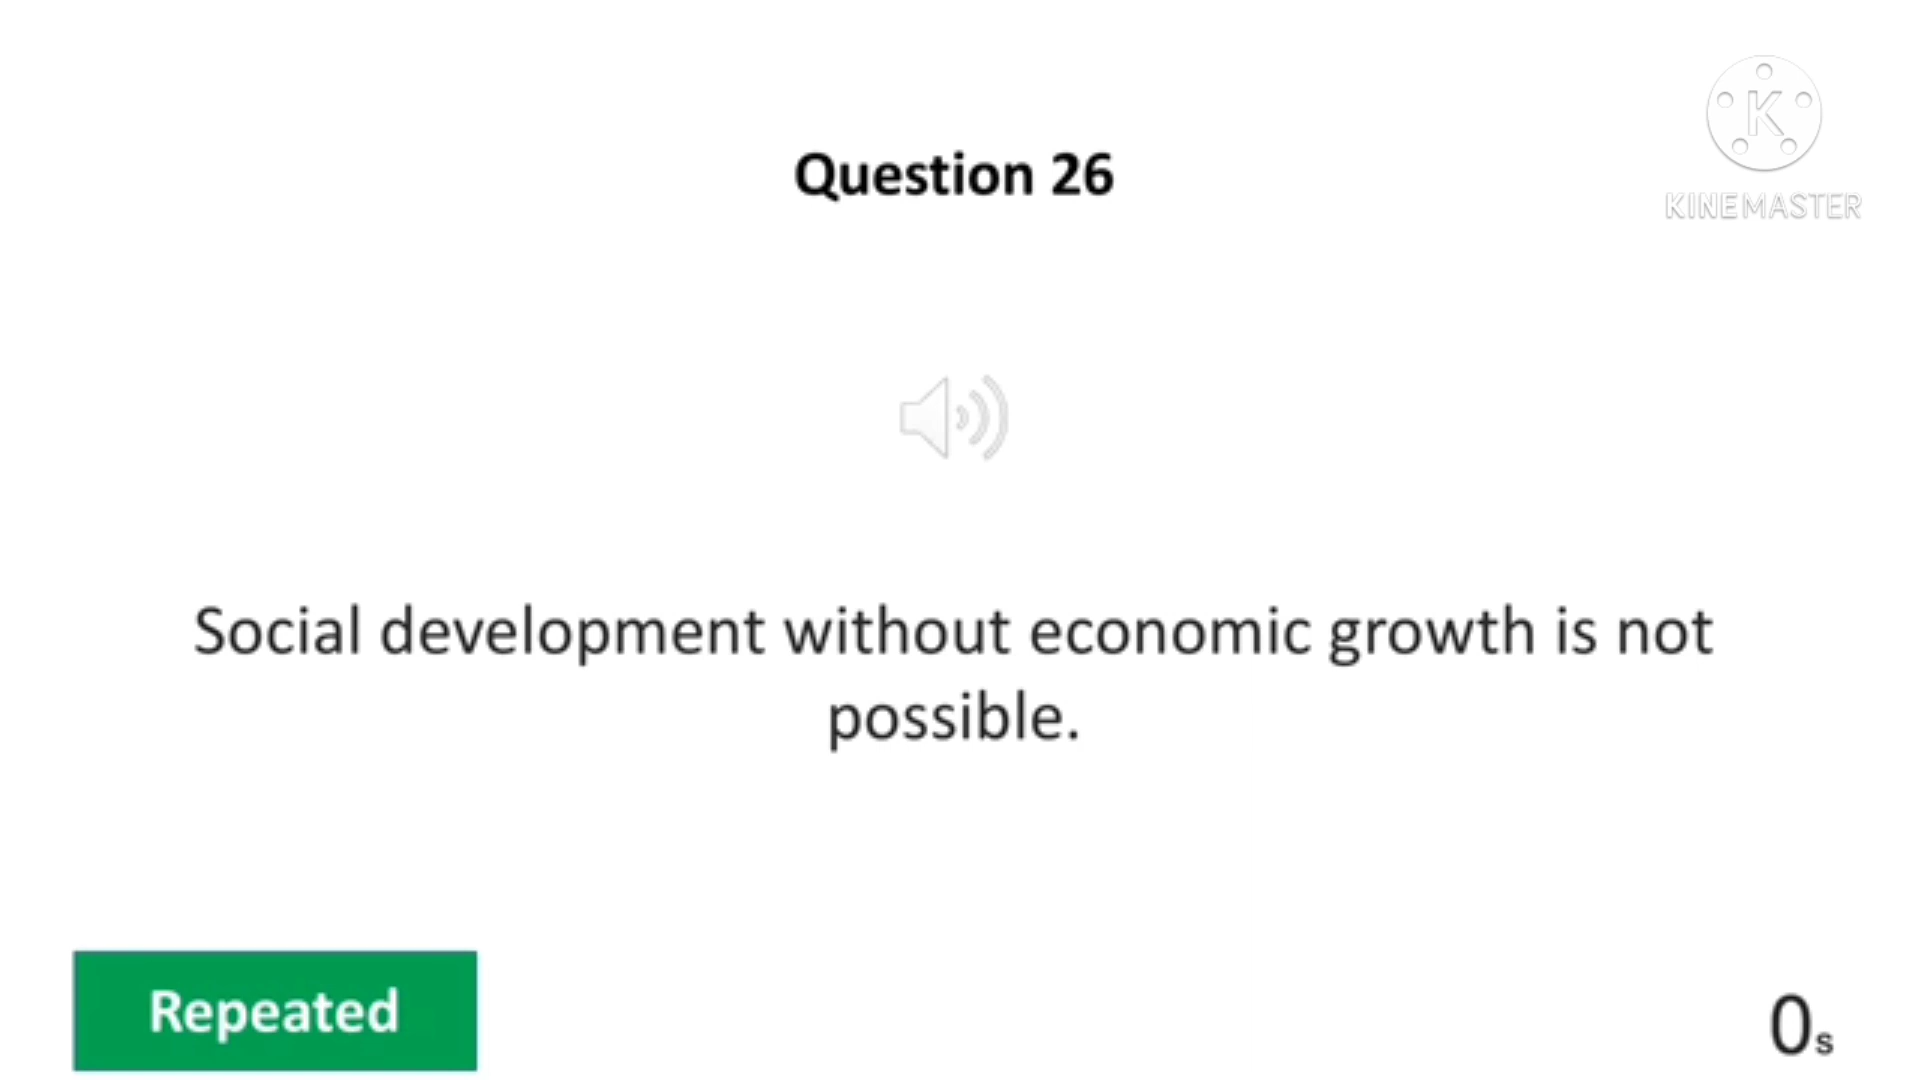 K
KINEMASTER
Question 26
Social development without economic growth is not
possible.
Repeated
0s